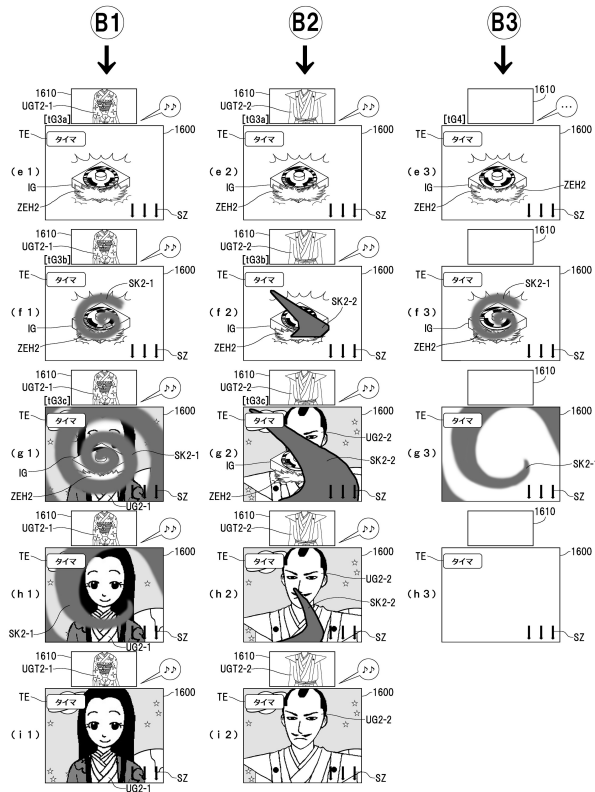 B1
B2
B3
1610
UGT2-1
[tG3a]
♪♪
TE
タイマ
1600
(e1)
IG
ZEH2
SZ
1610
UGT2-2
[tG3a]
♪♪
TE
タイマ
1600
(e2)
IG
ZEH2
SZ
1610
[tG4]
…
TE
タイマ
1600
(e3)
IG
ZEH2
ZEH2
SZ
1610
UGT2-1
[tG3b]
♪♪
TE
タイマ
1600
SK2-1
(f1)
IG
ZEH2
SZ
1610
UGT2-2
[tG3b]
♪♪
TE
タイマ
1600
SK2-2
(f2)
IG
ZEH2
SZ
1610
TE
タイマ
1600
SK2-1
(f3)
IG
ZEH2
SZ
1610
UGT2-1
[tG3c]
♪♪
TE
タイマ
1600
(g1)
SK2-1
IG
ZEH2
SZ
UG2-1
1610
UGT2-2
[tG3c]
♪♪
TE
タイマ
1600
UG2-2
(g2)
SK2-2
IG
ZEH2
SZ
1610
TE
タイマ
1600
(g3)
SK2-
SZ
1610
UGT2-1
♪♪
TE
タイマ
1600
(h1)
SK2-1
SZ
UG2-1
1610
UGT2-2
♪♪
TE
タイマ
1600
UG2-2
(h2)
SK2-2
SZ
1610
TE
タイマ
1600
(h3)
SZ
1610
UGT2-1
♪♪
TE
タイマ
1600
(i1)
SZ
UG2-1
1610
UGT2-2
♪♪
TE
タイマ
1600
UG2-2
(i2)
SZ